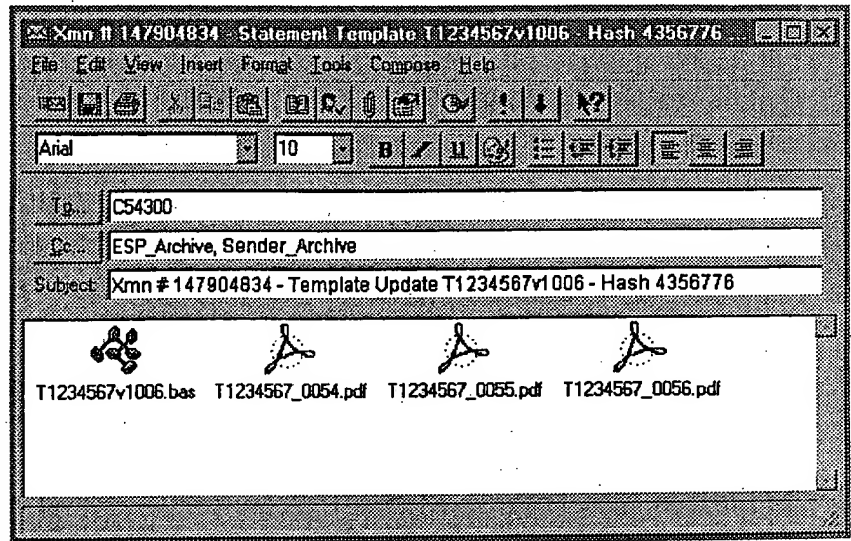 Xmn # 147904834 - Statement Template T1234567v1006 - Hash 4356776
File Edit View Insert Format Tools Compose Help
Arial 10 B I U
To... C54300
Cc... ESP_Archive, Sender_Archive
Subject: Xmn # 147904834 - Template Update T1234567v1006 - Hash 4356776
T1234567v1006.bas T1234567_0054.pdf T1234567_0055.pdf T1234567_0056.pdf